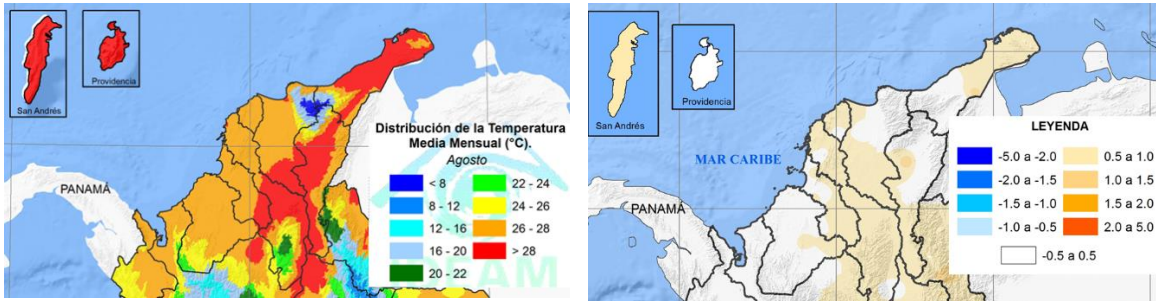 San Andrés
Providencia
PANAMÁ
Distribución de la Temperatura
Media Mensual (°C).
Agosto
< 8
8 - 12
12 - 16
16 - 20
20 - 22
22 - 24
24 - 26
26 - 28
> 28
IDEAM
San Andrés
Providencia
MAR CARIBE
PANAMÁ
LEYENDA
-5.0 a -2.0
-2.0 a -1.5
-1.5 a -1.0
-1.0 a -0.5
0.5 a 1.0
1.0 a 1.5
1.5 a 2.0
2.0 a 5.0
-0.5 a 0.5